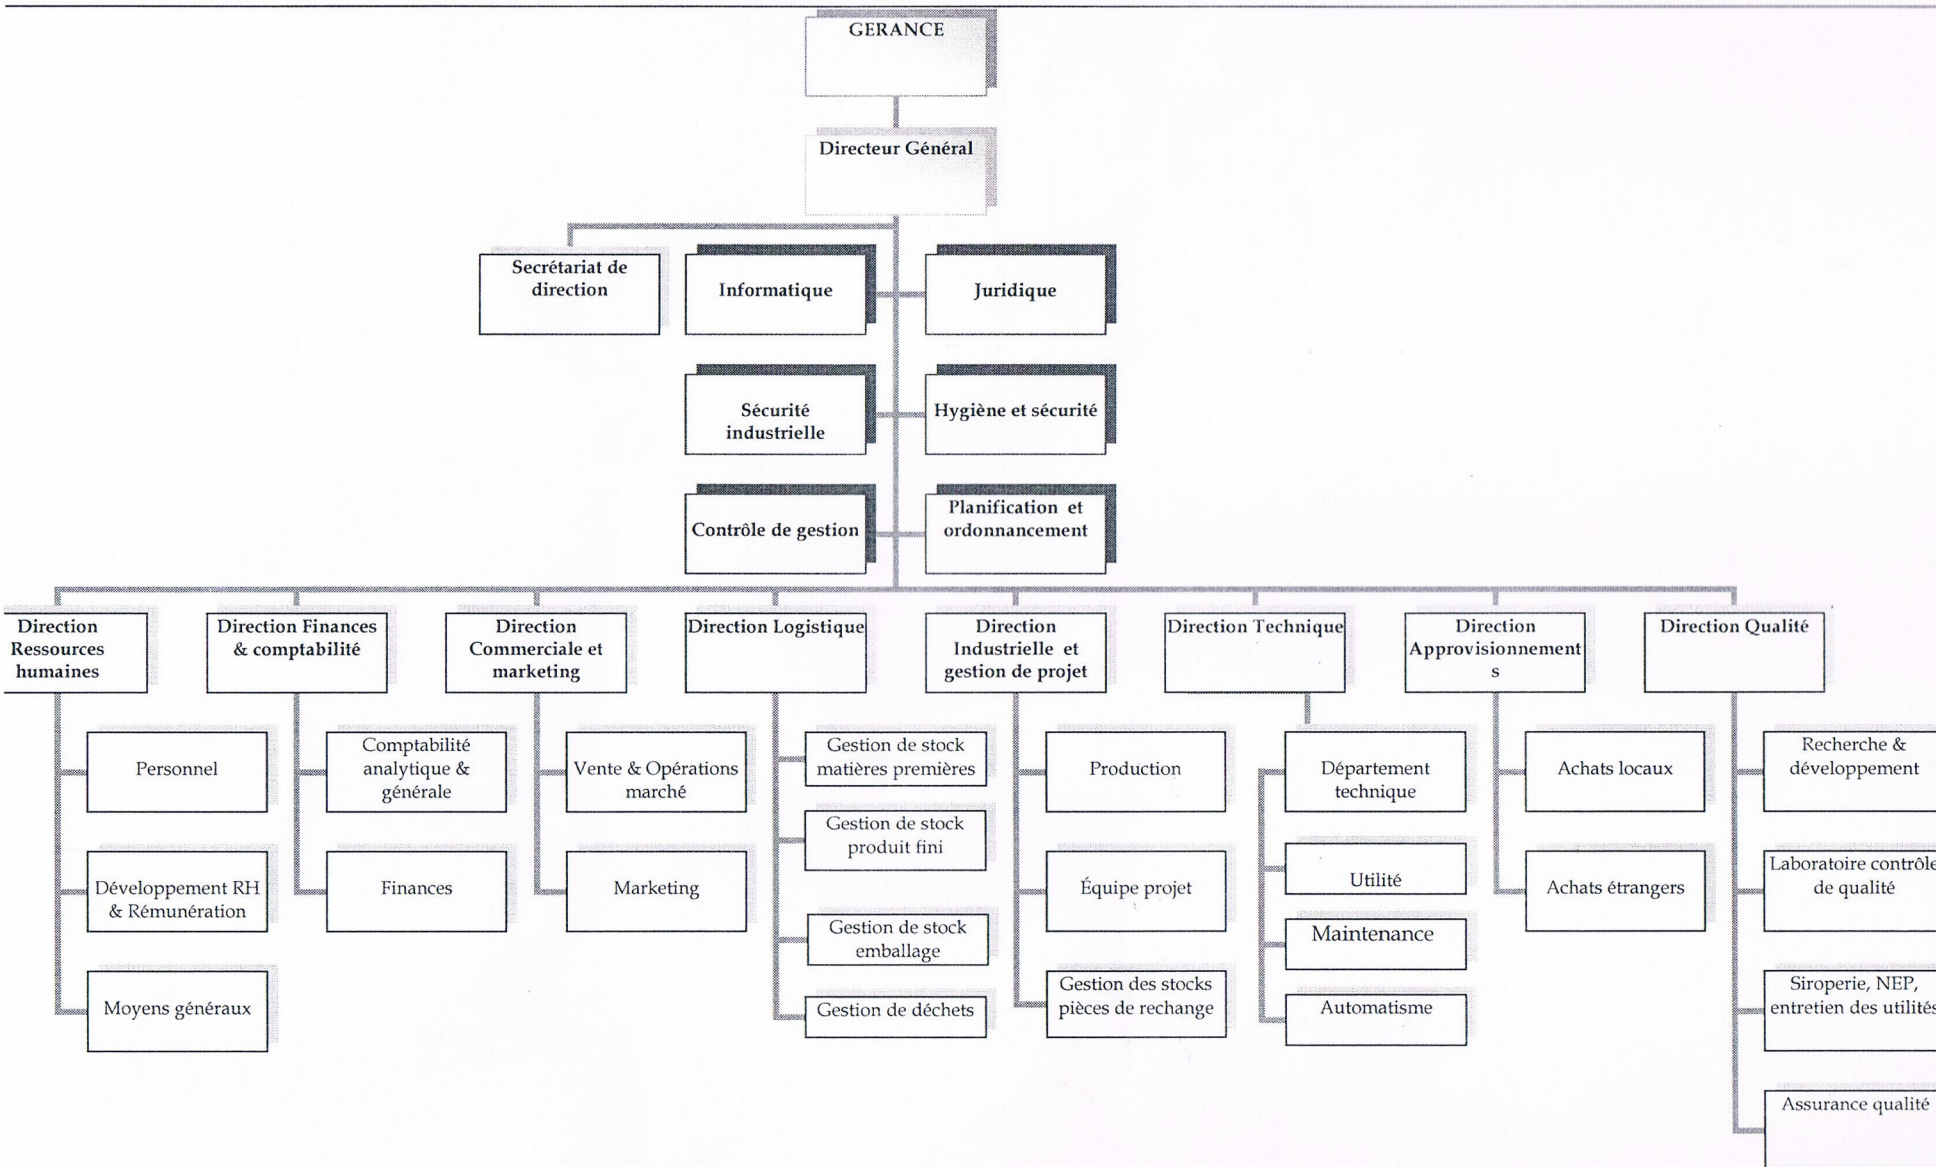 GERANCE
Directeur Général
Secrétariat de
direction
Informatique
Juridique
Sécurité
industrielle
Hygiène et sécurité
Contrôle de gestion
Planification et
ordonnancement
Direction
Ressources
humaines
Direction Finances
& comptabilité
Direction
Commerciale et
marketing
Direction Logistique
Direction
Industrielle et
gestion de projet
Direction Technique
Direction
Approvisionnement
s
Direction Qualité
Personnel
Développement RH
& Rémunération
Moyens généraux
Comptabilité
analytique &
générale
Finances
Vente & Opérations
marché
Marketing
Gestion de stock
matières premières
Gestion de stock
produit fini
Gestion de stock
emballage
Gestion de déchets
Production
Équipe projet
Gestion des stocks
pièces de rechange
Département
technique
Utilité
Maintenance
Automatisme
Achats locaux
Achats étrangers
Recherche &
développement
Laboratoire contrôle
de qualité
Siroperie, NEP,
entretien des utilités
Assurance qualité